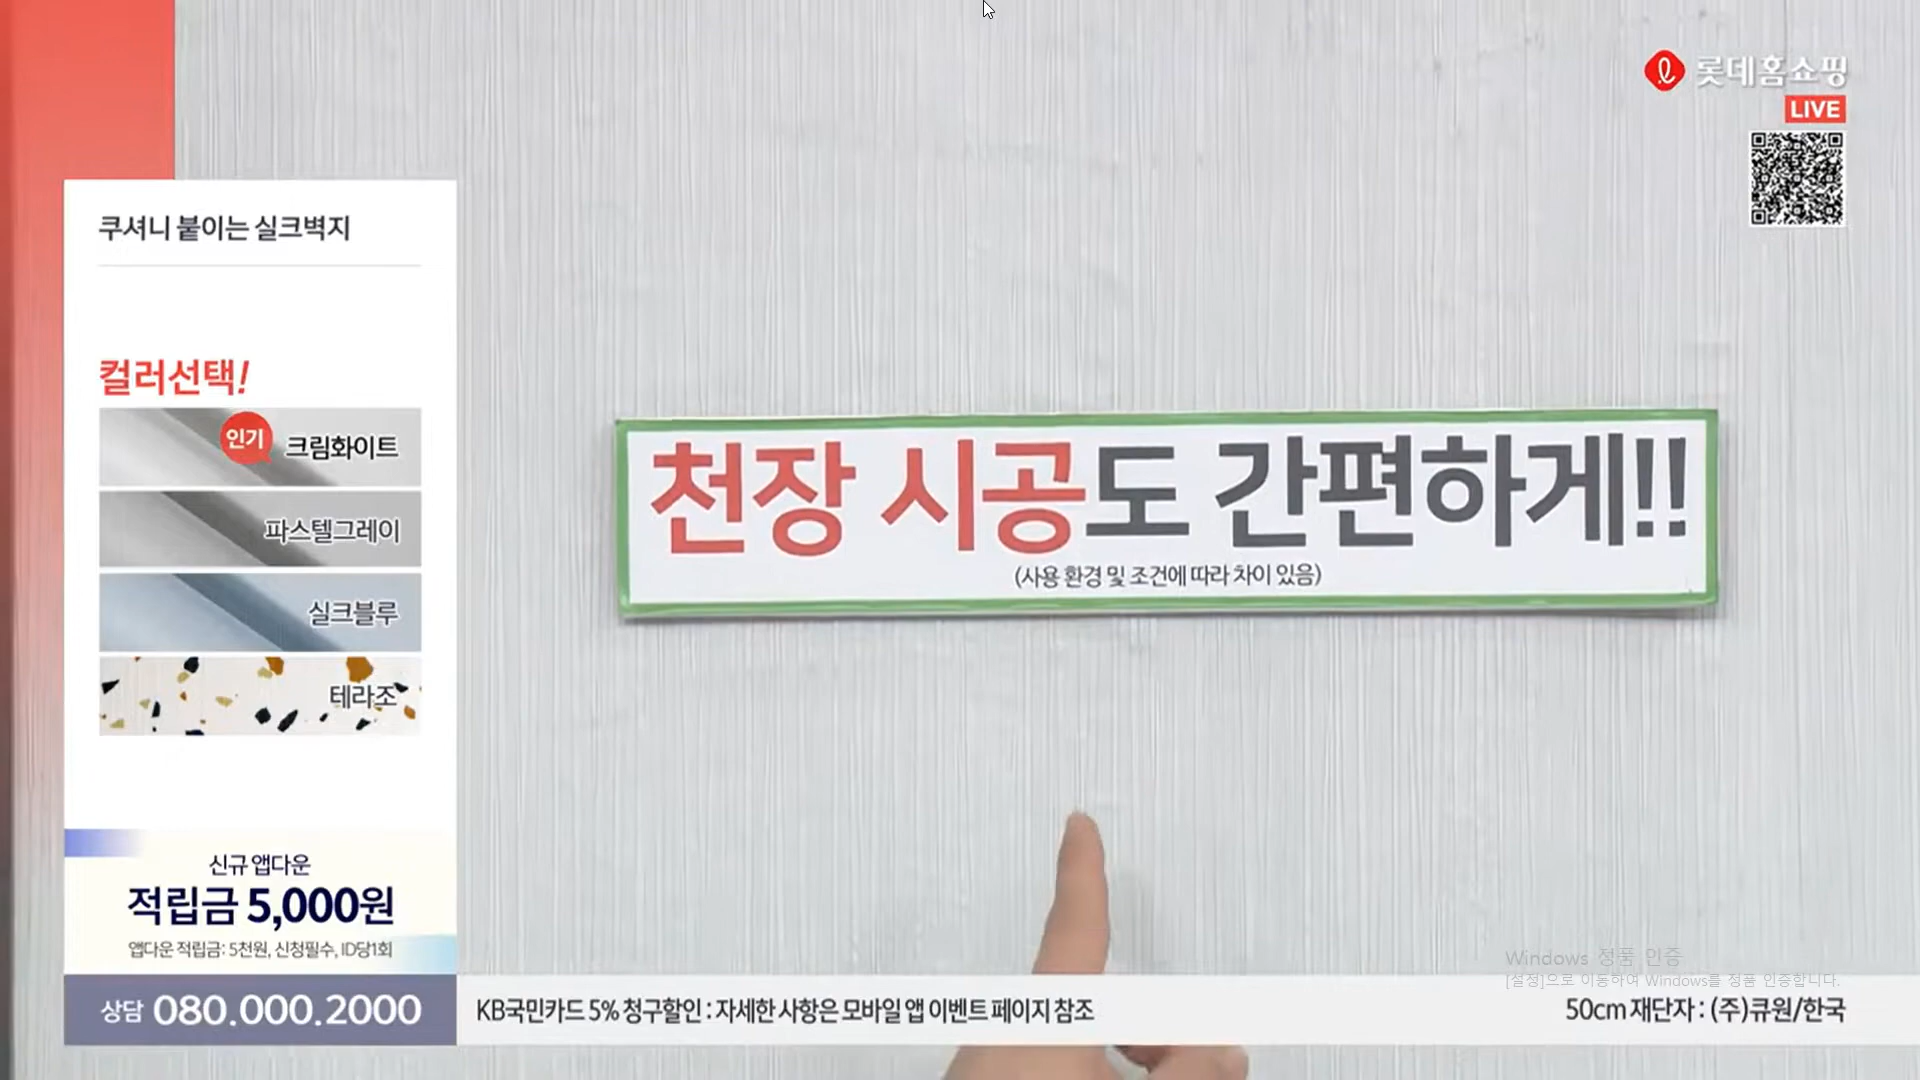 롯데홈쇼핑
LIVE
쿠셔니 붙이는 실크벽지
컬러선택!
인기 크림화이트
파스텔그레이
실크블루
테라조
천장 시공도 간편하게!!
(사용 환경 및 조건에 따라 차이 있음)
신규 앱다운
적립금 5,000원
앱다운 적립금: 5천원, 신청필수, ID당1회
상담 080.000.2000
KB국민카드 5% 청구할인 : 자세한 사항은 모바일 앱 이벤트 페이지 참조
50cm 재단자 : (주)큐원/한국
Windows 정품 인증
[설정]으로 이동하여 Windows를 정품 인증합니다.